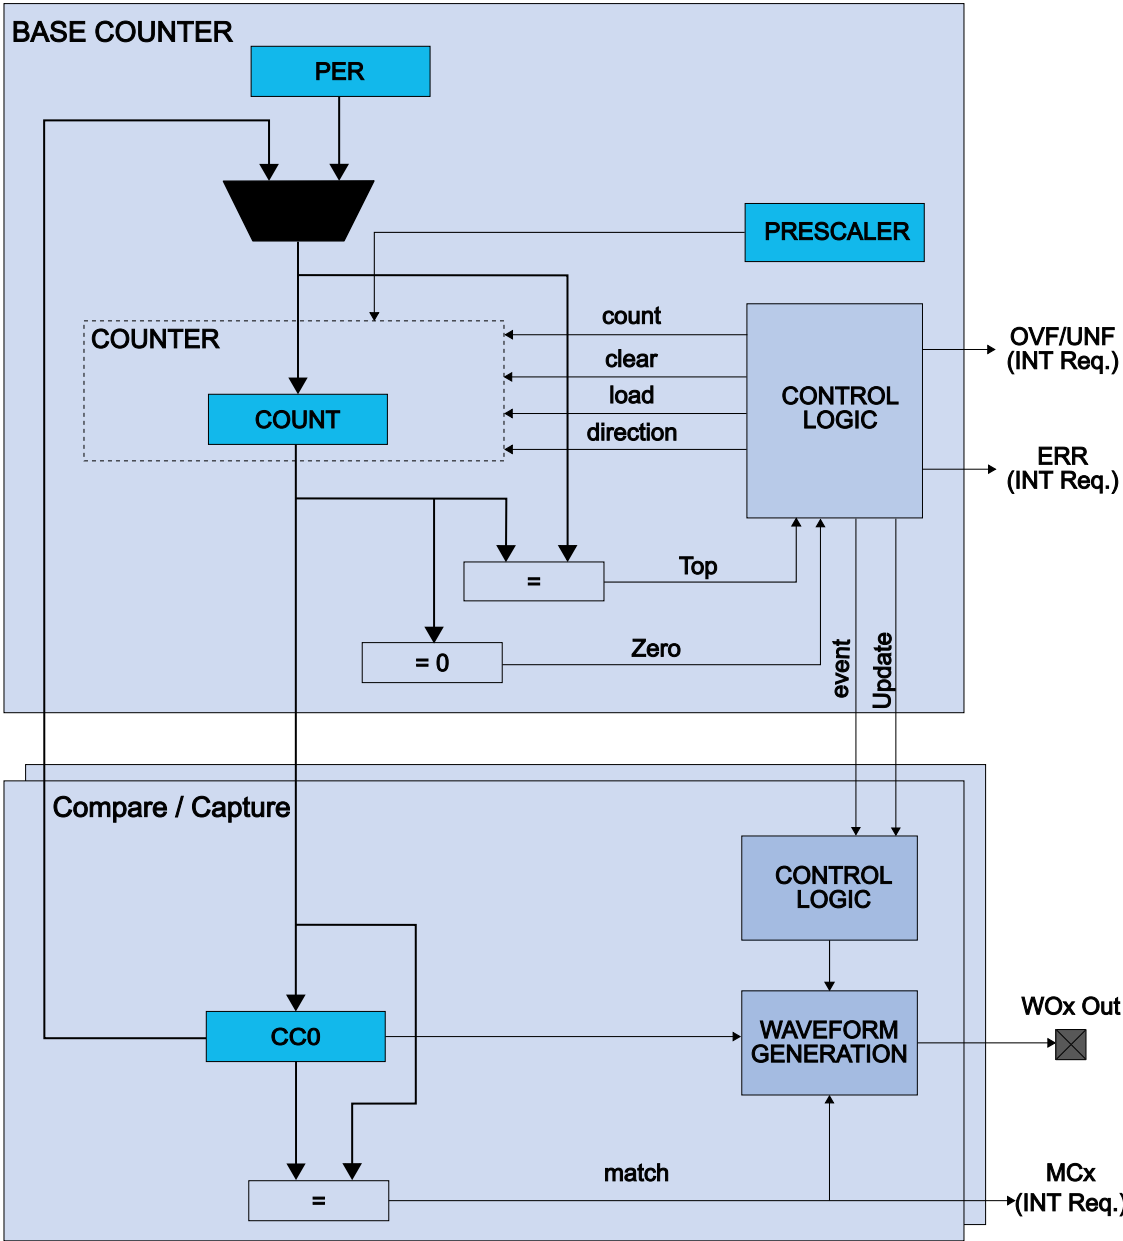 BASE COUNTER
PER
PRESCALER
COUNTER
count
clear
load
direction
COUNT
CONTROL
LOGIC
OVF/UNF
(INT Req.)
ERR
(INT Req.)
=
Top
= 0
Zero
event
Update
Compare / Capture
CONTROL
LOGIC
CC0
WAVEFORM
GENERATION
WOx Out
=
match
MCx
(INT Req.)